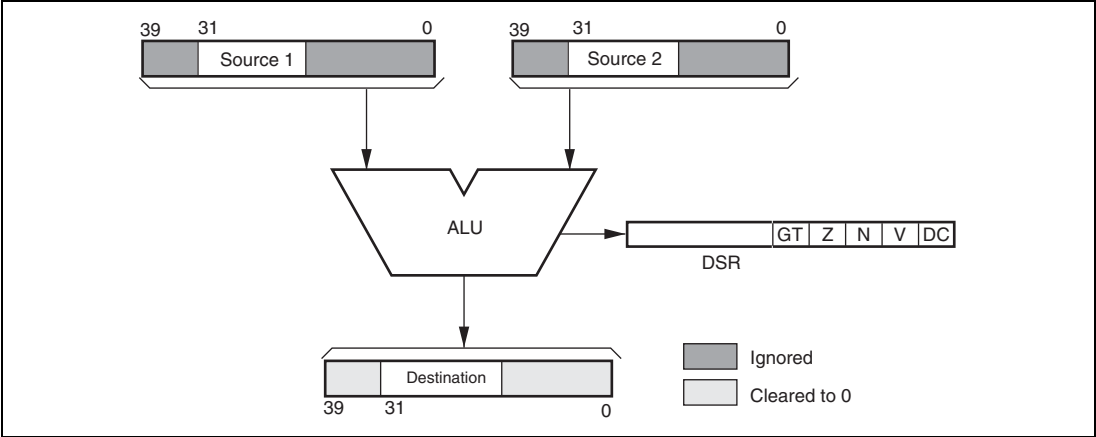 39 31 0 39 31 0
Source 1 Source 2
ALU
GT Z N V DC
DSR
Destination
39 31 0
Ignored
Cleared to 0